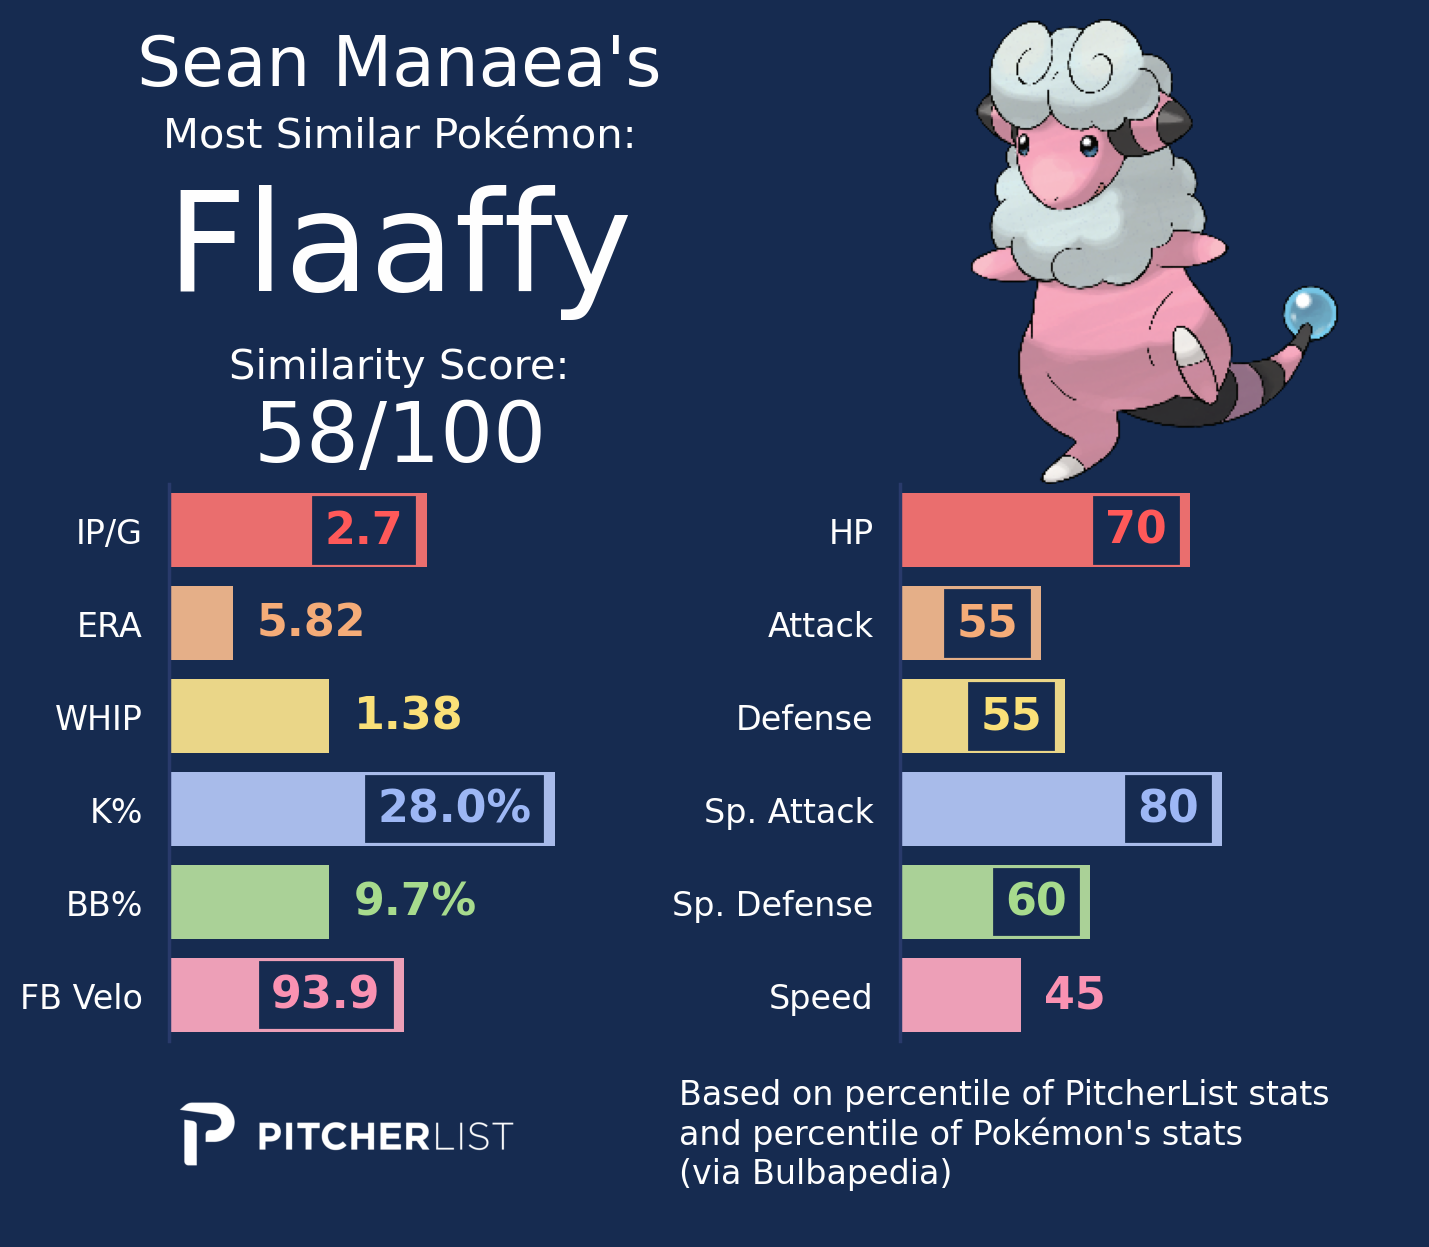 Sean Manaea's
Most Similar Pokémon:
Flaaffy
Similarity Score:
58/100
IP/G 2.7
ERA 5.82
WHIP 1.38
K% 28.0%
BB% 9.7%
FB Velo 93.9
HP 70
Attack 55
Defense 55
Sp. Attack 80
Sp. Defense 60
Speed 45
PITCHERLIST
Based on percentile of PitcherList stats
and percentile of Pokémon's stats
(via Bulbapedia)